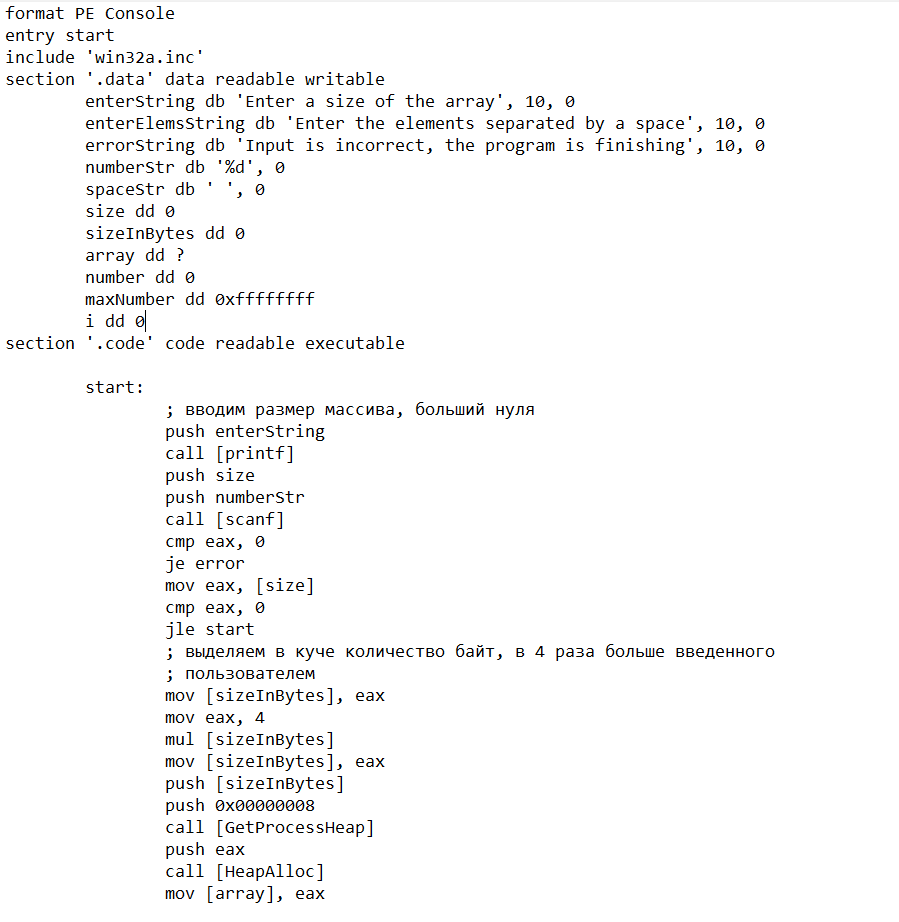 format PE Console
entry start
include 'win32a.inc'
section '.data' data readable writable
enterString db 'Enter a size of the array', 10, 0
enterElemsString db 'Enter the elements separated by a space', 10, 0
errorString db 'Input is incorrect, the program is finishing', 10, 0
numberStr db '%d', 0
spaceStr db ' ', 0
size dd 0
sizeInBytes dd 0
array dd ?
number dd 0
maxNumber dd 0xffffffff
i dd 0
section '.code' code readable executable
start:
; вводим размер массива, больший нуля
push enterString
call [printf]
push size
push numberStr
call [scanf]
cmp eax, 0
je error
mov eax, [size]
cmp eax, 0
jle start
; выделяем в куче количество байт, в 4 раза больше введенного
; пользователем
mov [sizeInBytes], eax
mov eax, 4
mul [sizeInBytes]
mov [sizeInBytes], eax
push [sizeInBytes]
push 0x00000008
call [GetProcessHeap]
push eax
call [HeapAlloc]
mov [array], eax